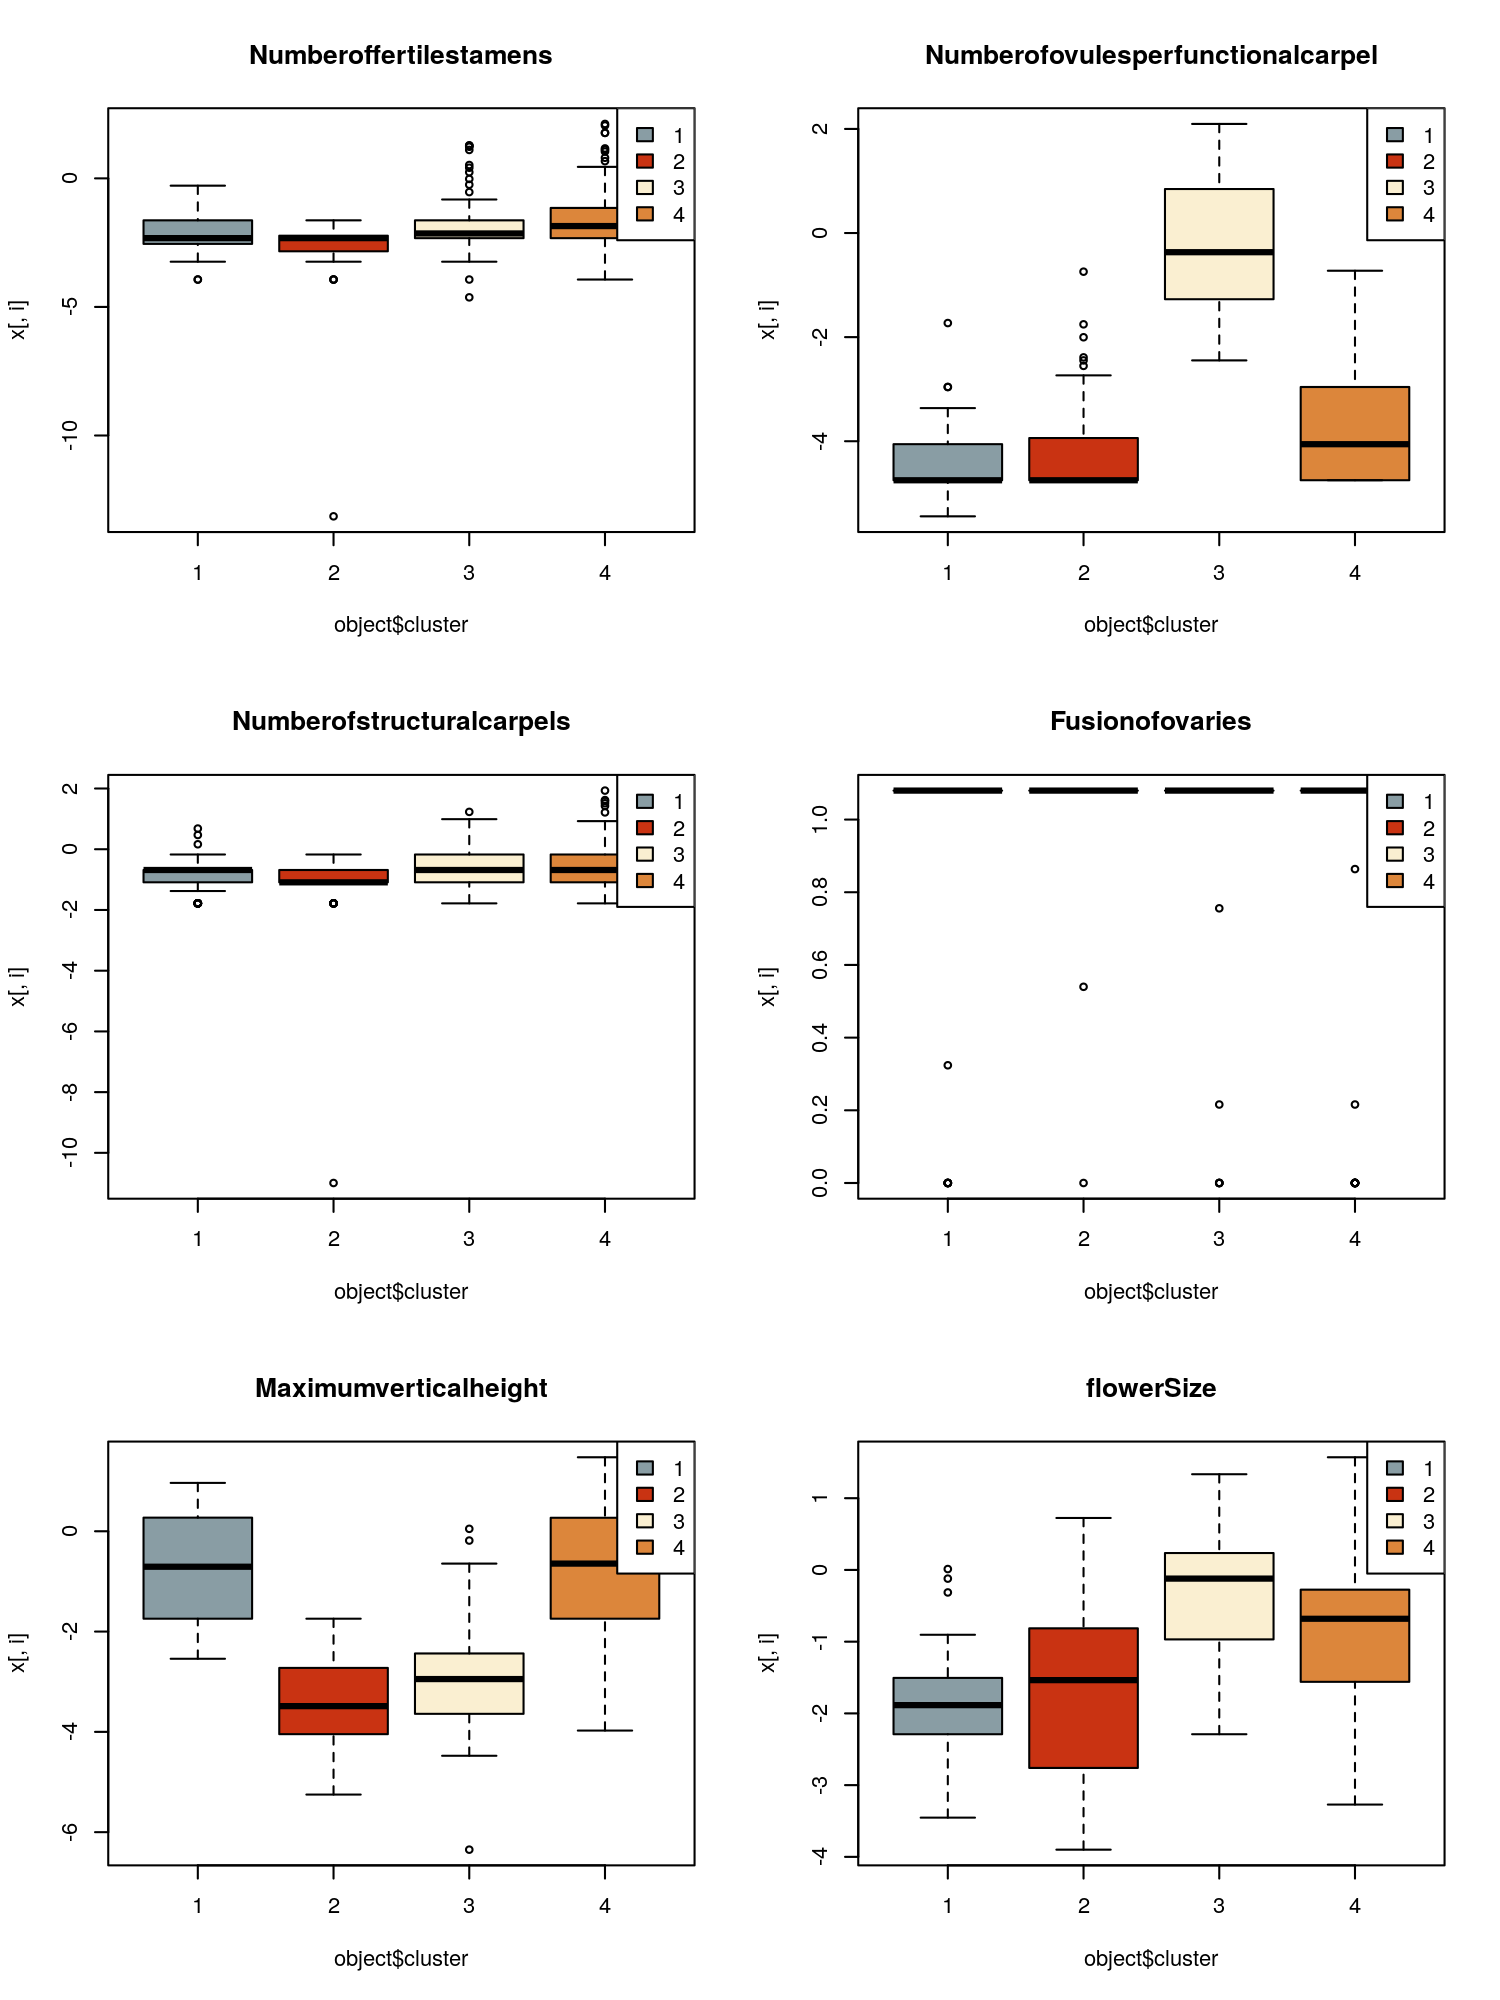 Numberoffertilestamens
x[, i]
0
-5
-10
1
2
3
4
1 2 3 4
object$cluster
Numberofovulesperfunctionalcarpel
x[, i]
2
0
-2
-4
1
2
3
4
1 2 3 4
object$cluster
Numberofstructuralcarpels
x[, i]
2
0
-2
-4
-6
-8
-10
1
2
3
4
1 2 3 4
object$cluster
Fusionofovaries
x[, i]
1.0
0.8
0.6
0.4
0.2
0.0
1
2
3
4
1 2 3 4
object$cluster
Maximumverticalheight
x[, i]
0
-2
-4
-6
1
2
3
4
1 2 3 4
object$cluster
flowerSize
x[, i]
1
0
-1
-2
-3
-4
1
2
3
4
1 2 3 4
object$cluster